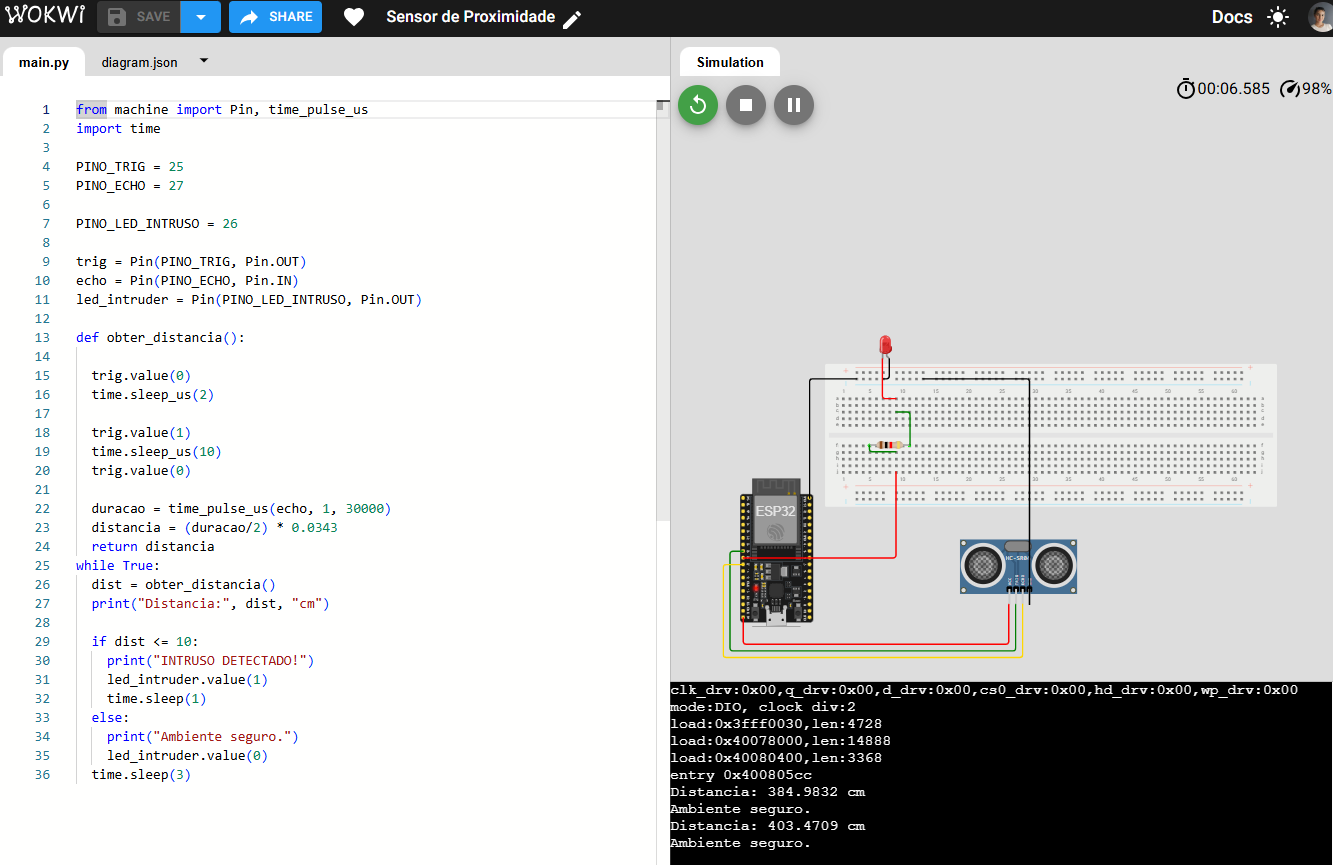 WOKWI SAVE SHARE Sensor de Proximidade Docs
main.py diagram.json
Simulation
00:06.585 98%
1 from machine import Pin, time_pulse_us
2 import time
3
4 PINO_TRIG = 25
5 PINO_ECHO = 27
6
7 PINO_LED_INTRUSO = 26
8
9 trig = Pin(PINO_TRIG, Pin.OUT)
10 echo = Pin(PINO_ECHO, Pin.IN)
11 led_intruder = Pin(PINO_LED_INTRUSO, Pin.OUT)
12
13 def obter_distancia():
14
15 trig.value(0)
16 time.sleep_us(2)
17
18 trig.value(1)
19 time.sleep_us(10)
20 trig.value(0)
21
22 duracao = time_pulse_us(echo, 1, 30000)
23 distancia = (duracao/2) * 0.0343
24 return distancia
25 while True:
26 dist = obter_distancia()
27 print("Distancia:", dist, "cm")
28
29 if dist <= 10:
30 print("INTRUSO DETECTADO!")
31 led_intruder.value(1)
32 time.sleep(1)
33 else:
34 print("Ambiente seguro.")
35 led_intruder.value(0)
36 time.sleep(3)
ESP32
HC-SR04
clk_drv:0x00,q_drv:0x00,d_drv:0x00,cs0_drv:0x00,hd_drv:0x00,wp_drv:0x00
mode:DIO, clock div:2
load:0x3fff0030,len:4728
load:0x40078000,len:14888
load:0x40080400,len:3368
entry 0x400805cc
Distancia: 384.9832 cm
Ambiente seguro.
Distancia: 403.4709 cm
Ambiente seguro.